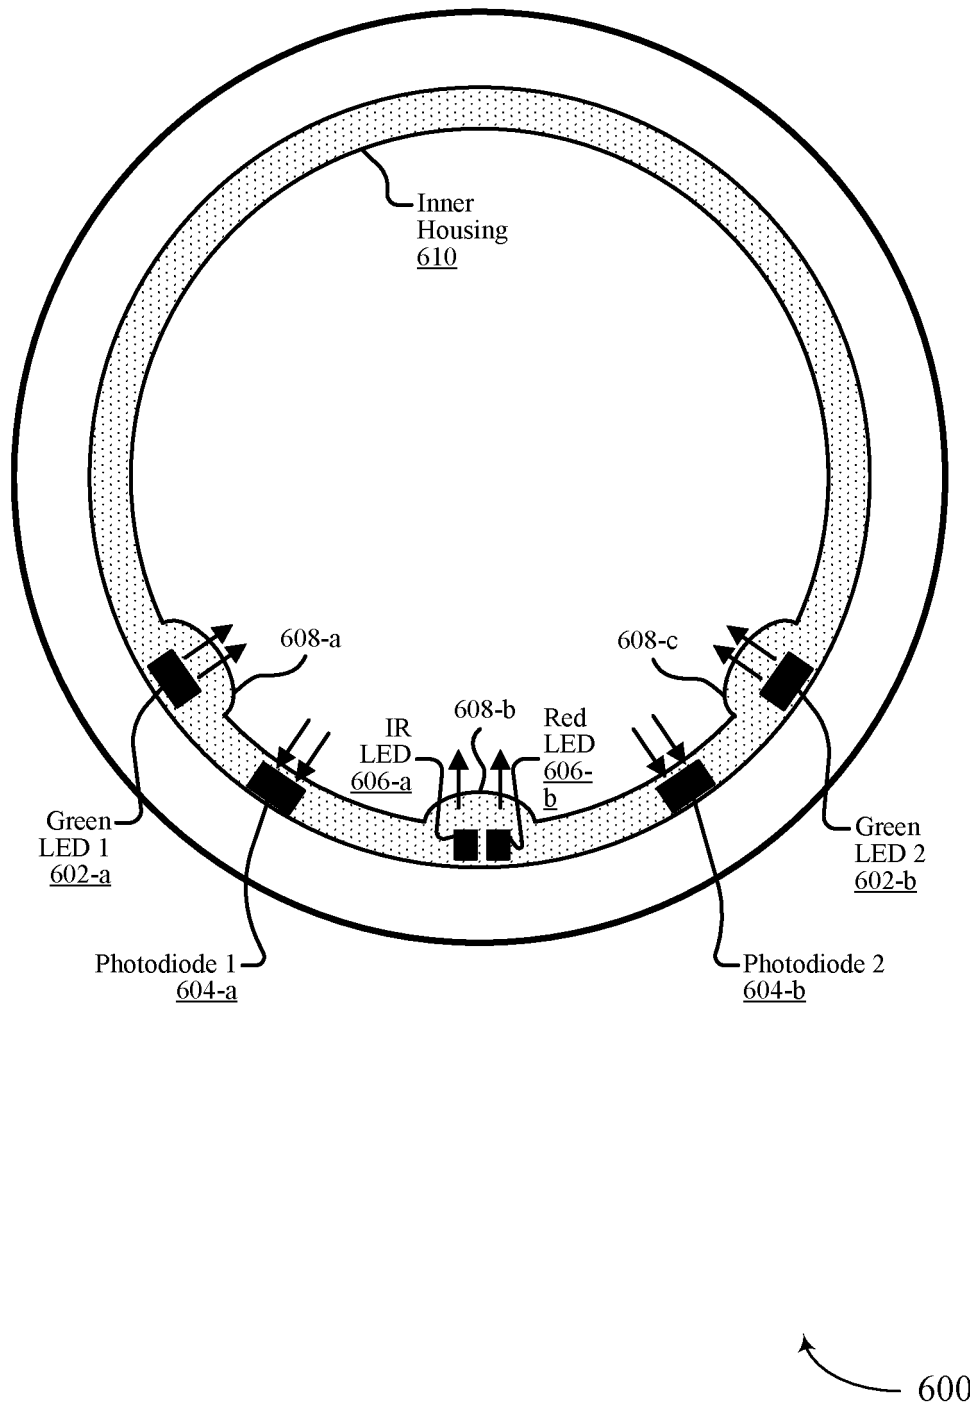 Inner
Housing
610
608-a
608-c
608-b
IR
LED
606-a
Red
LED
606-
b
Green
LED 1
602-a
Green
LED 2
602-b
Photodiode 1
604-a
Photodiode 2
604-b
600